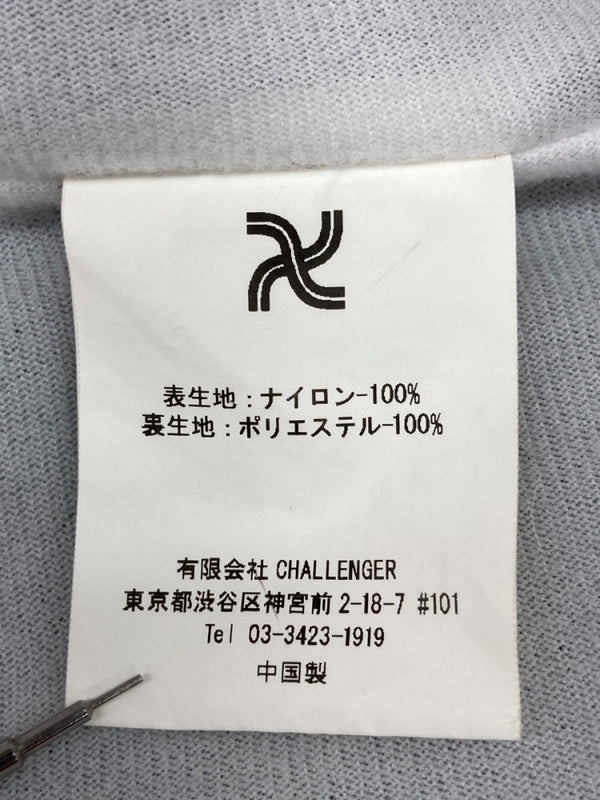 表生地：ナイロン-100%
裏生地：ポリエステル-100%
有限会社 CHALLENGER
東京都渋谷区神宮前 2-18-7 #101
Tel 03-3423-1919
中国製